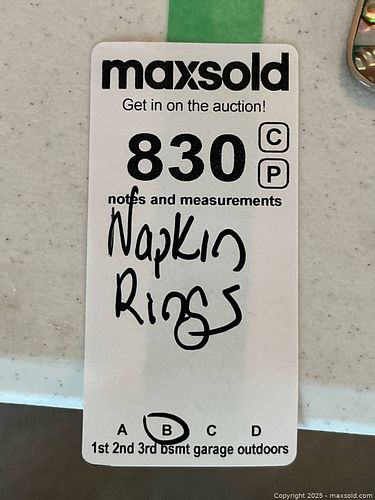 maxsold
Get in on the auction!
830 C
P
notes and measurements
Napkin
Rings
A B C D
1st 2nd 3rd bsmt garage outdoors
Copyright 2025 - maxsold.com